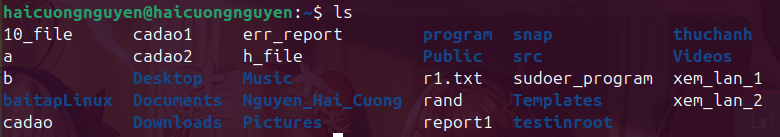 haicuongnguyen@haicuongnguyen:~$ ls
10_file cadao1 err_report program snap thuchanh
a cadao2 h_file Public src Videos
b Desktop Music r1.txt sudoer_program xem_lan_1
baitapLinux Documents Nguyen_Hai_Cuong rand Templates xem_lan_2
cadao Downloads Pictures report1 testinroot